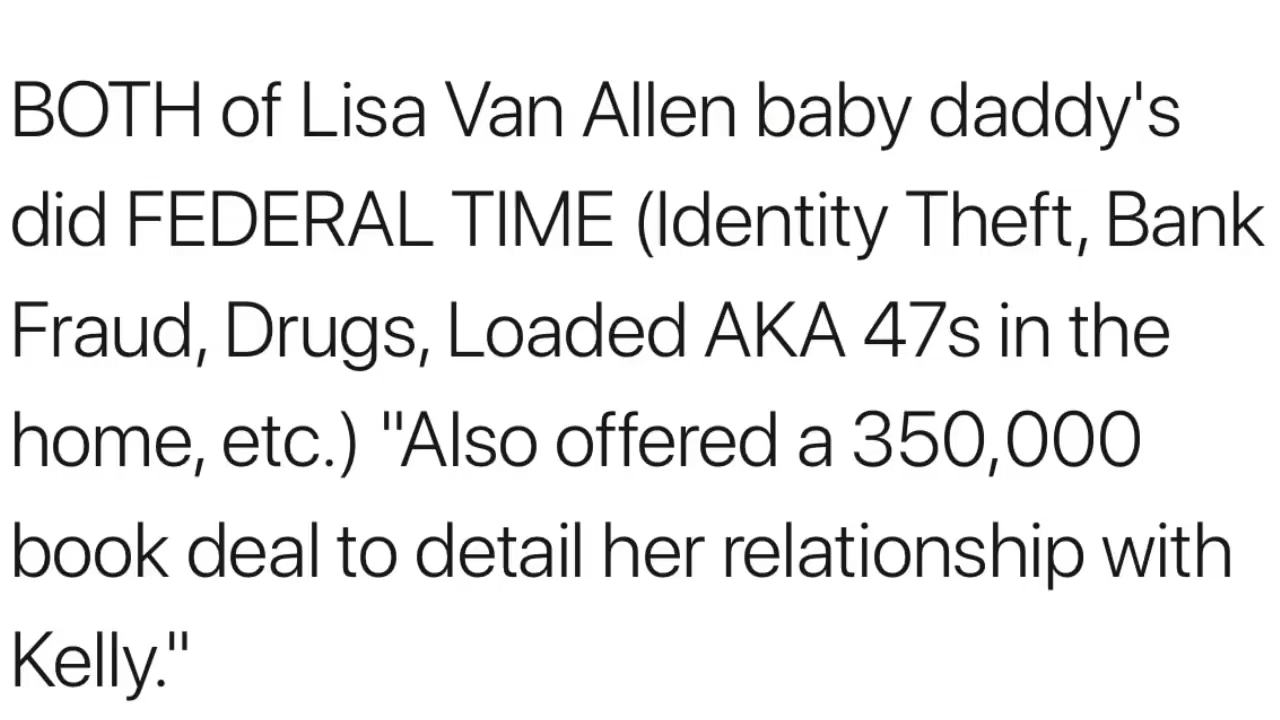 BOTH of Lisa Van Allen baby daddy's
did FEDERAL TIME (Identity Theft, Bank
Fraud, Drugs, Loaded AKA 47s in the
home, etc.) "Also offered a 350,000
book deal to detail her relationship with
Kelly."